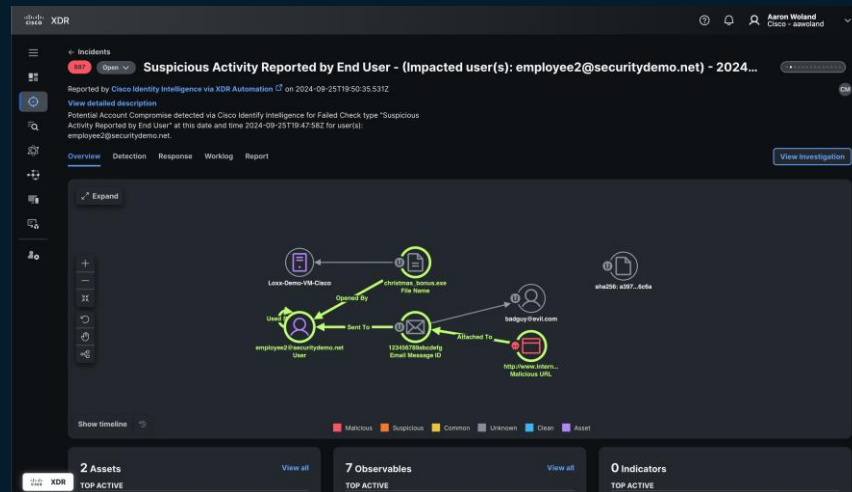 CISCO XDR
Aaron Woland
Cisco - aawoland
← Incidents
987 Open Suspicious Activity Reported by End User - (Impacted user(s): employee2@securitydemo.net) - 2024...
CM
Reported by Cisco Identity Intelligence via XDR Automation on 2024-09-25T19:50:35.531Z
View detailed description
Potential Account Compromise detected via Cisco Identify Intelligence for Failed Check type "Suspicious
Activity Reported by End User" at this date and time 2024-09-25T19:47:58Z for user(s):
employee2@securitydemo.net.
Overview Detection Response Worklog Report
View Investigation
Expand
Loxx-Demo-VM-Cisco
christmas_bonus.exe
File Name
sha256: a397...6c6a
badguy@evil.com
Opened By
Used
Sent To
Attached To
employee2@securitydemo.net
User
123456789abcdefg
Email Message ID
http://www.intern...
Malicious URL
Show timeline
Malicious Suspicious Common Unknown Clean Asset
2 Assets View all
TOP ACTIVE
7 Observables View all
TOP ACTIVE
0 Indicators
TOP ACTIVE
CISCO XDR